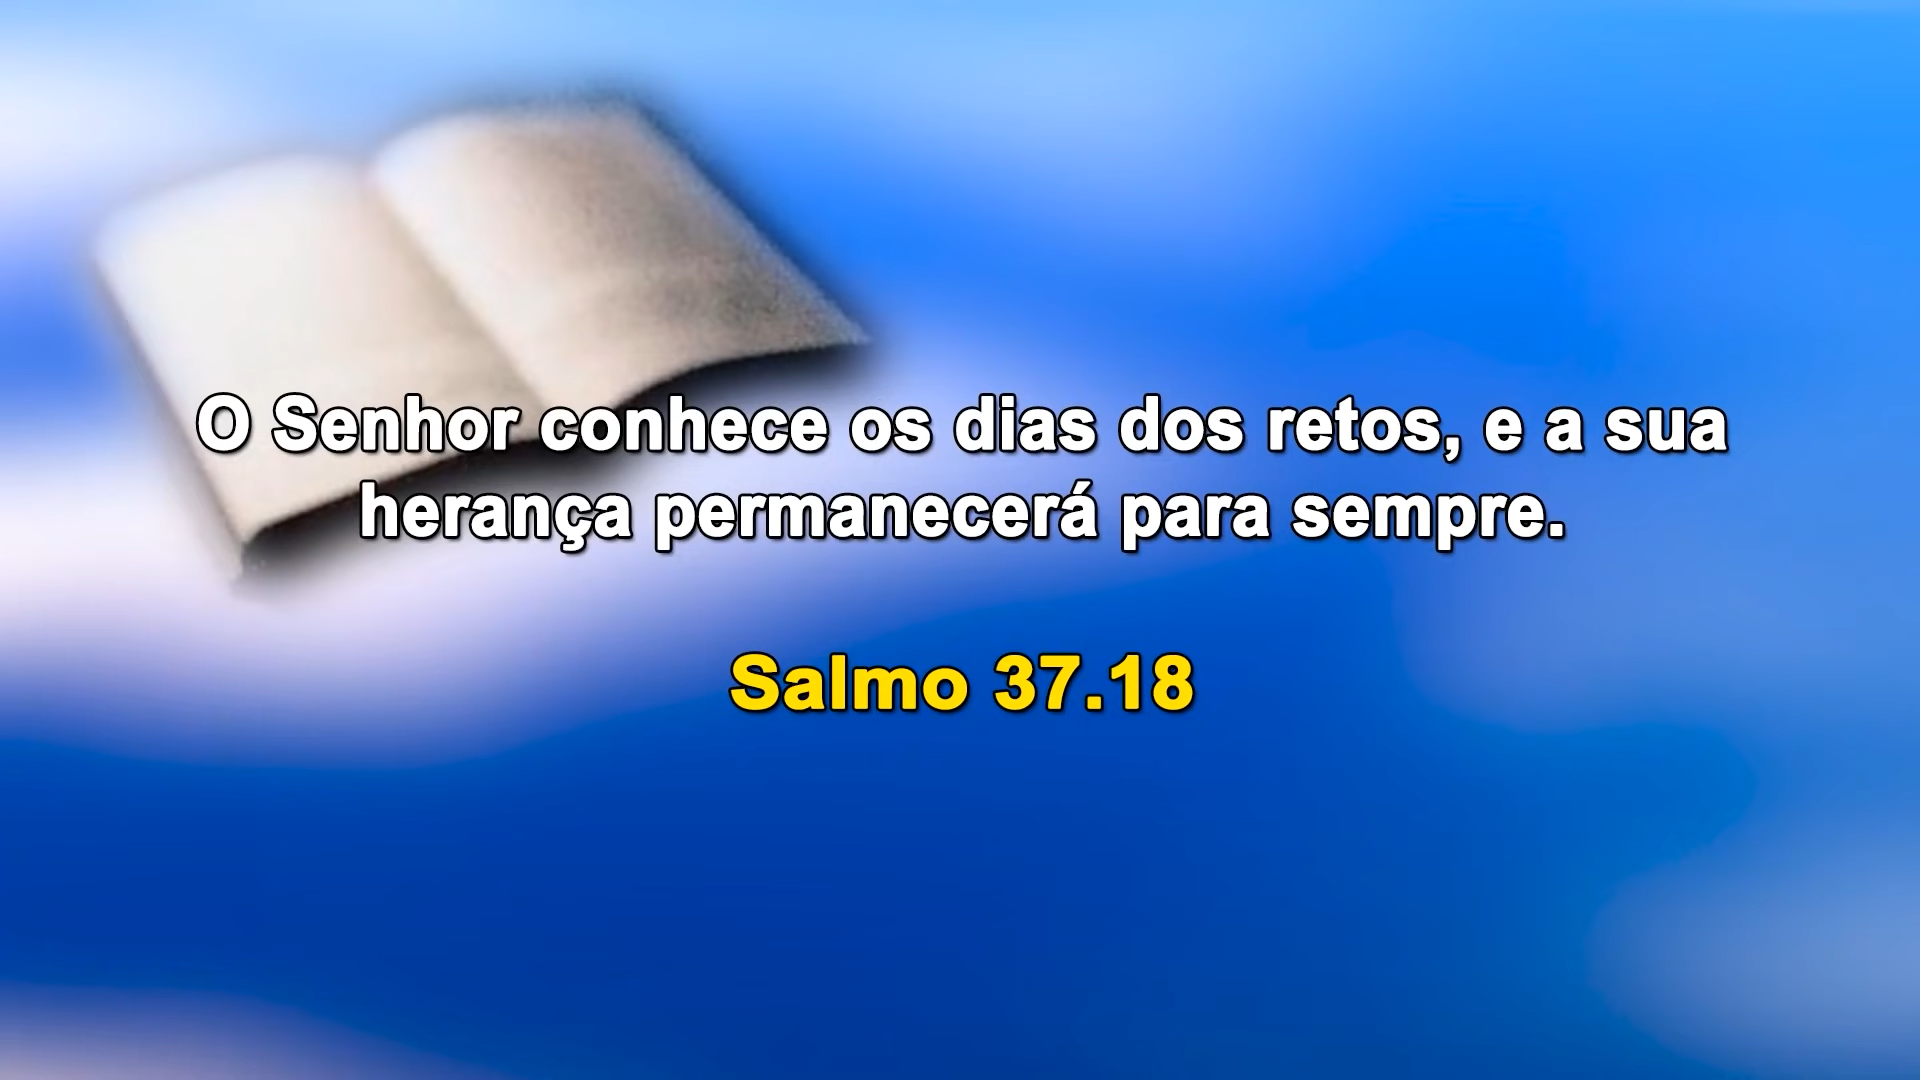 O Senhor conhece os dias dos retos, e a sua
herança permanecerá para sempre.
Salmo 37.18